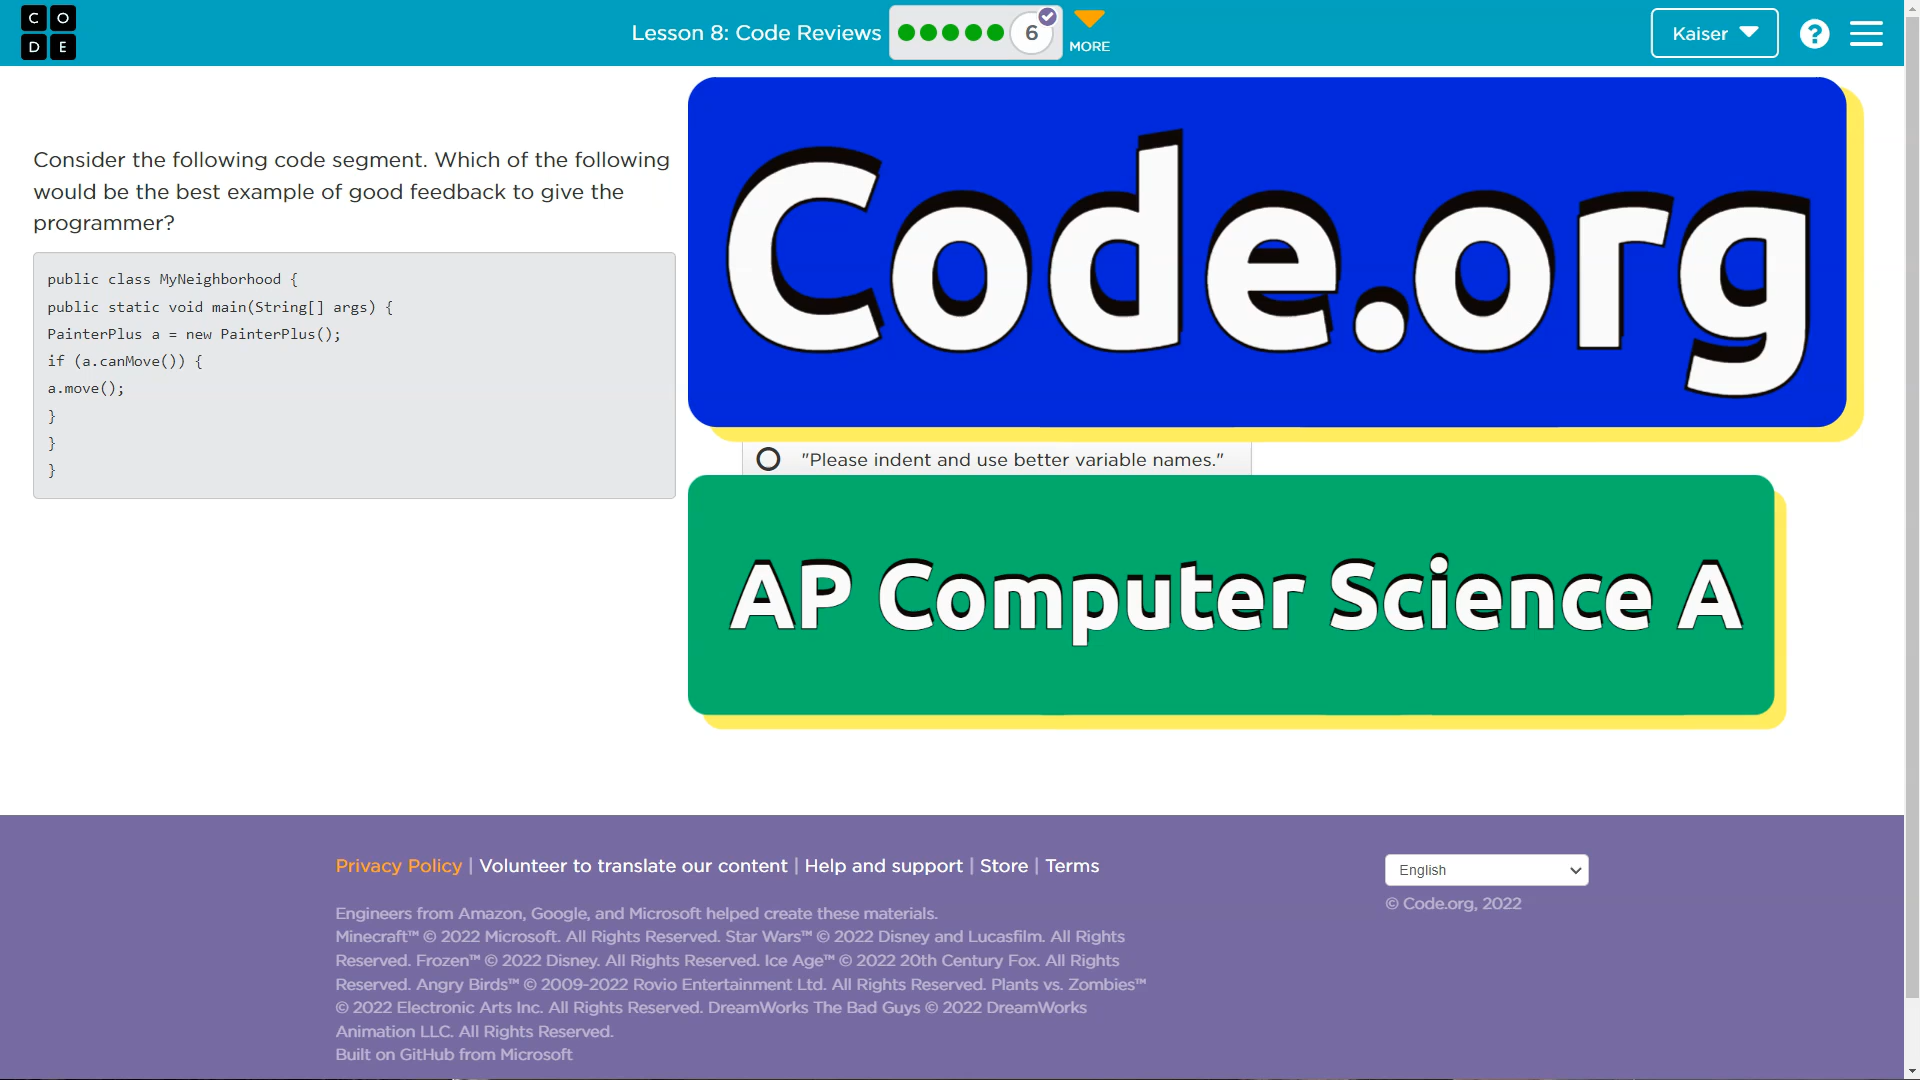 C O
D E
Lesson 8: Code Reviews
6
MORE
Kaiser
?
Consider the following code segment. Which of the following
would be the best example of good feedback to give the
programmer?
public class MyNeighborhood {
public static void main(String[] args) {
PainterPlus a = new PainterPlus();
if (a.canMove()) {
a.move();
}
}
}
Code.org
"Please indent and use better variable names."
AP Computer Science A
Privacy Policy | Volunteer to translate our content | Help and support | Store | Terms
English
© Code.org, 2022
Engineers from Amazon, Google, and Microsoft helped create these materials.
Minecraft™ © 2022 Microsoft. All Rights Reserved. Star Wars™ © 2022 Disney and Lucasfilm. All Rights
Reserved. Frozen™ © 2022 Disney. All Rights Reserved. Ice Age™ © 2022 20th Century Fox. All Rights
Reserved. Angry Birds™ © 2009-2022 Rovio Entertainment Ltd. All Rights Reserved. Plants vs. Zombies™
© 2022 Electronic Arts Inc. All Rights Reserved. DreamWorks The Bad Guys © 2022 DreamWorks
Animation LLC. All Rights Reserved.
Built on GitHub from Microsoft